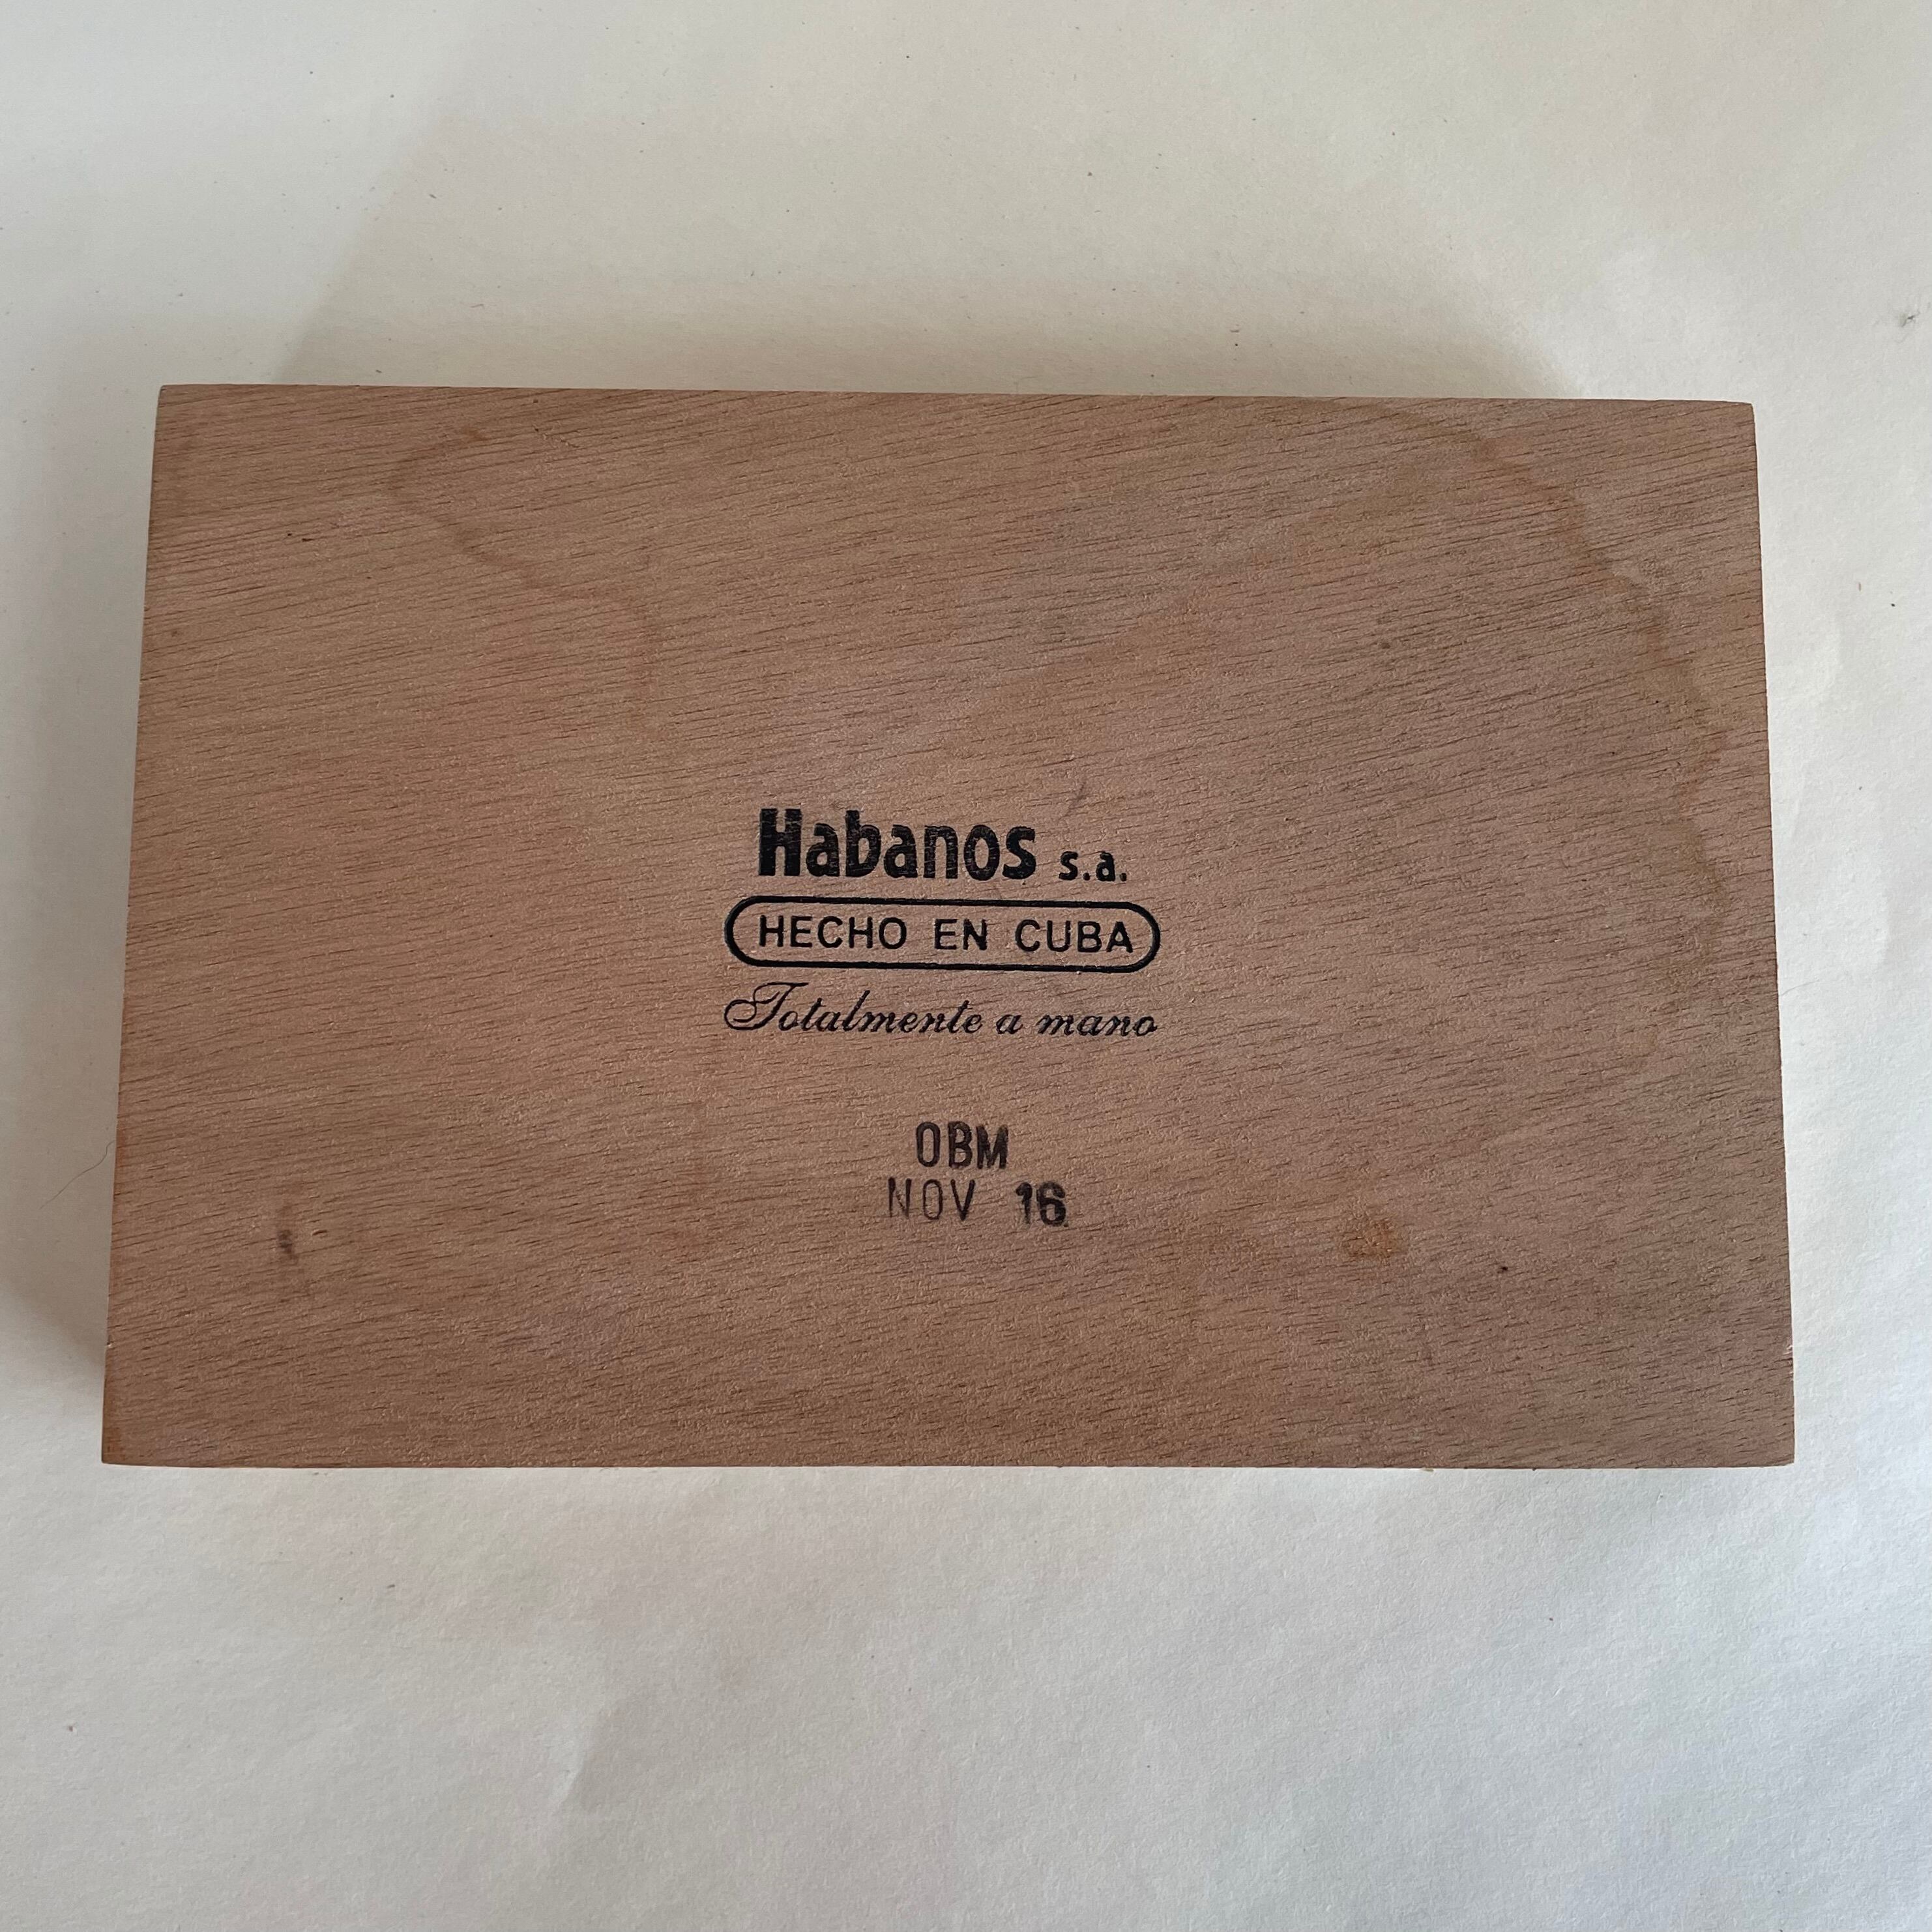 Habanos s.a.
HECHO EN CUBA
Totalmente a mano
OBM
NOV 16